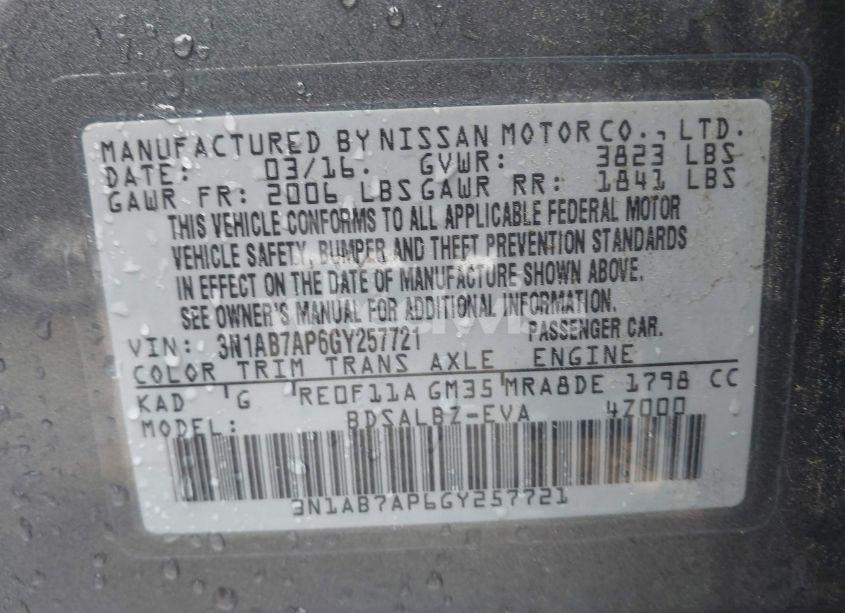 MANUFACTURED BY NISSAN MOTOR CO., LTD.
DATE: 03/16. GVWR: 3823 LBS
GAWR FR: 2006 LBS GAWR RR: 1841 LBS
THIS VEHICLE CONFORMS TO ALL APPLICABLE FEDERAL MOTOR
VEHICLE SAFETY, BUMPER AND THEFT PREVENTION STANDARDS
IN EFFECT ON THE DATE OF MANUFACTURE SHOWN ABOVE.
SEE OWNER'S MANUAL FOR ADDITIONAL INFORMATION.
VIN: 3N1AB7AP6GY257721 PASSENGER CAR.
COLOR TRIM TRANS AXLE ENGINE
KAD G RE0F11A GM35 MRA8DE 1798 CC
MODEL: BDSALBZ-EVA 4Z000
3N1AB7AP6GY257721